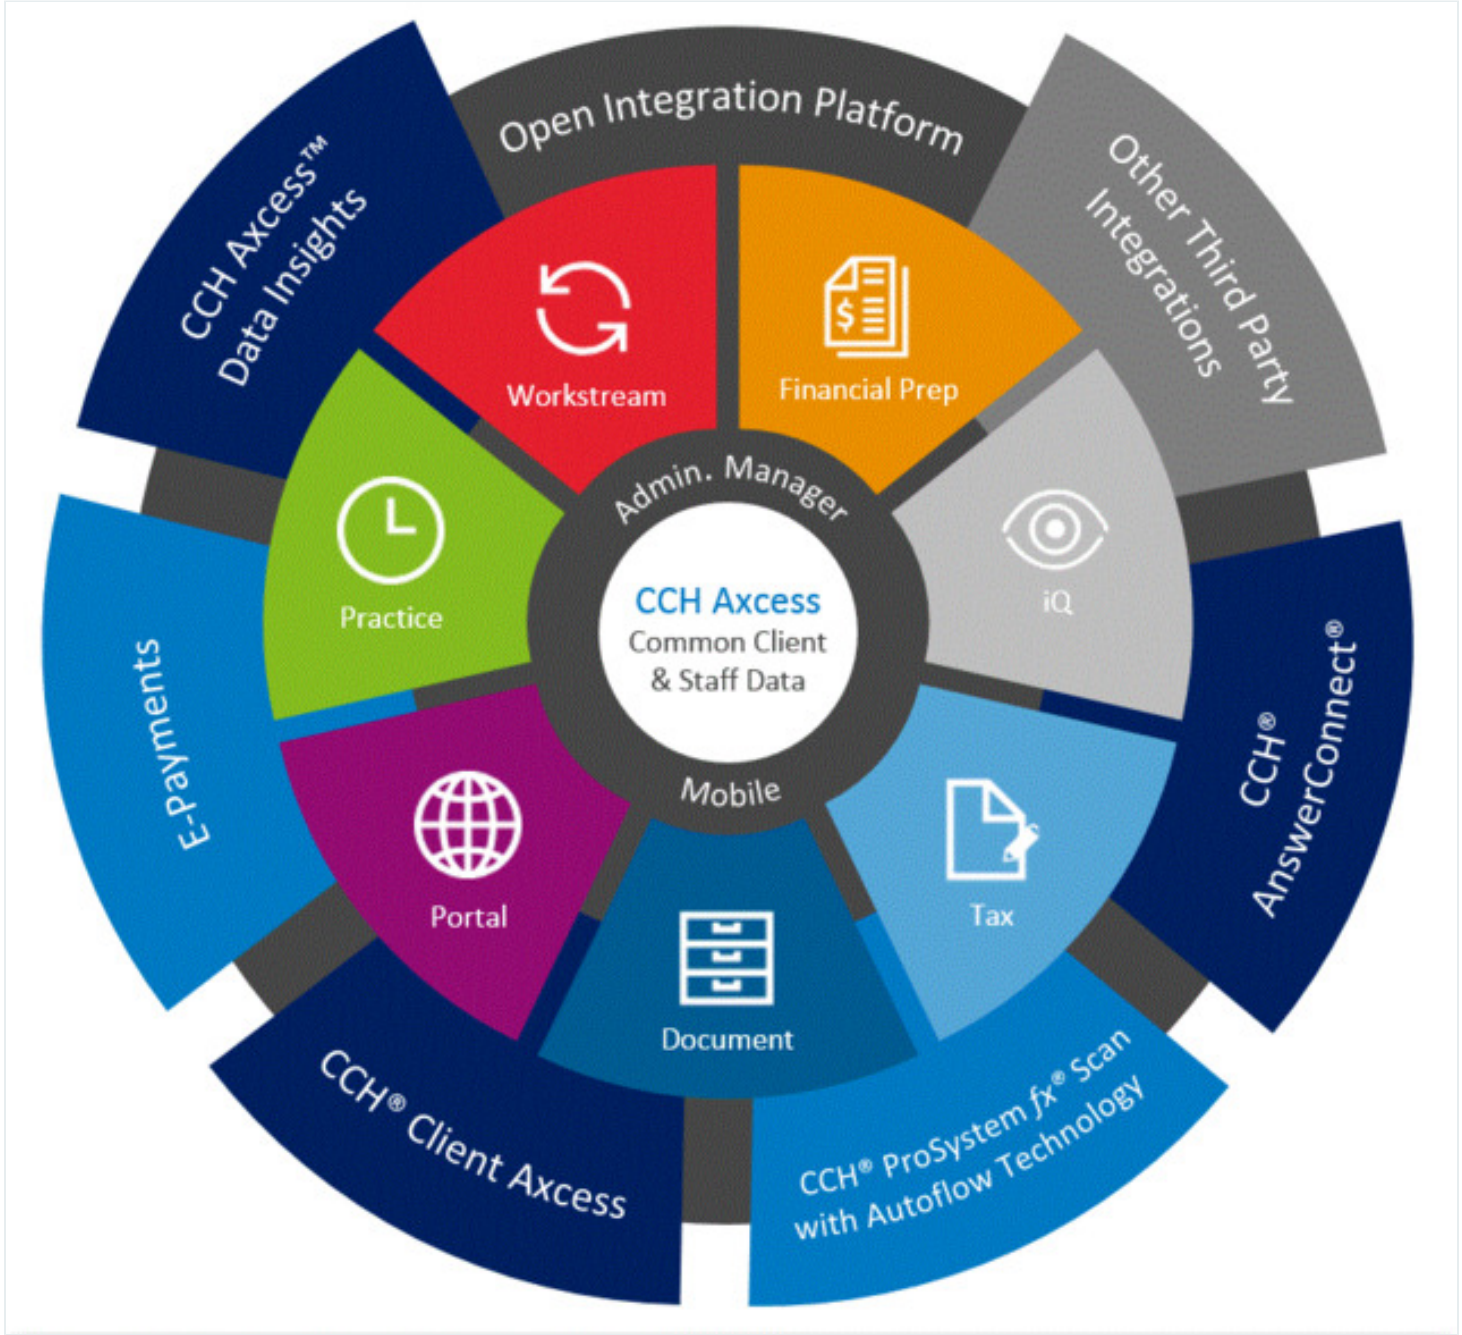 Open Integration Platform
CCH Axcess™
Data Insights
Other Third Party
Integrations
Workstream
Financial Prep
Admin. Manager
Practice
iQ
CCH Axcess
Common Client
& Staff Data
E-Payments
CCH®
AnswerConnect®
Mobile
Portal
Tax
Document
CCH® Client Axcess
CCH® ProSystem fx® Scan
with Autoflow Technology